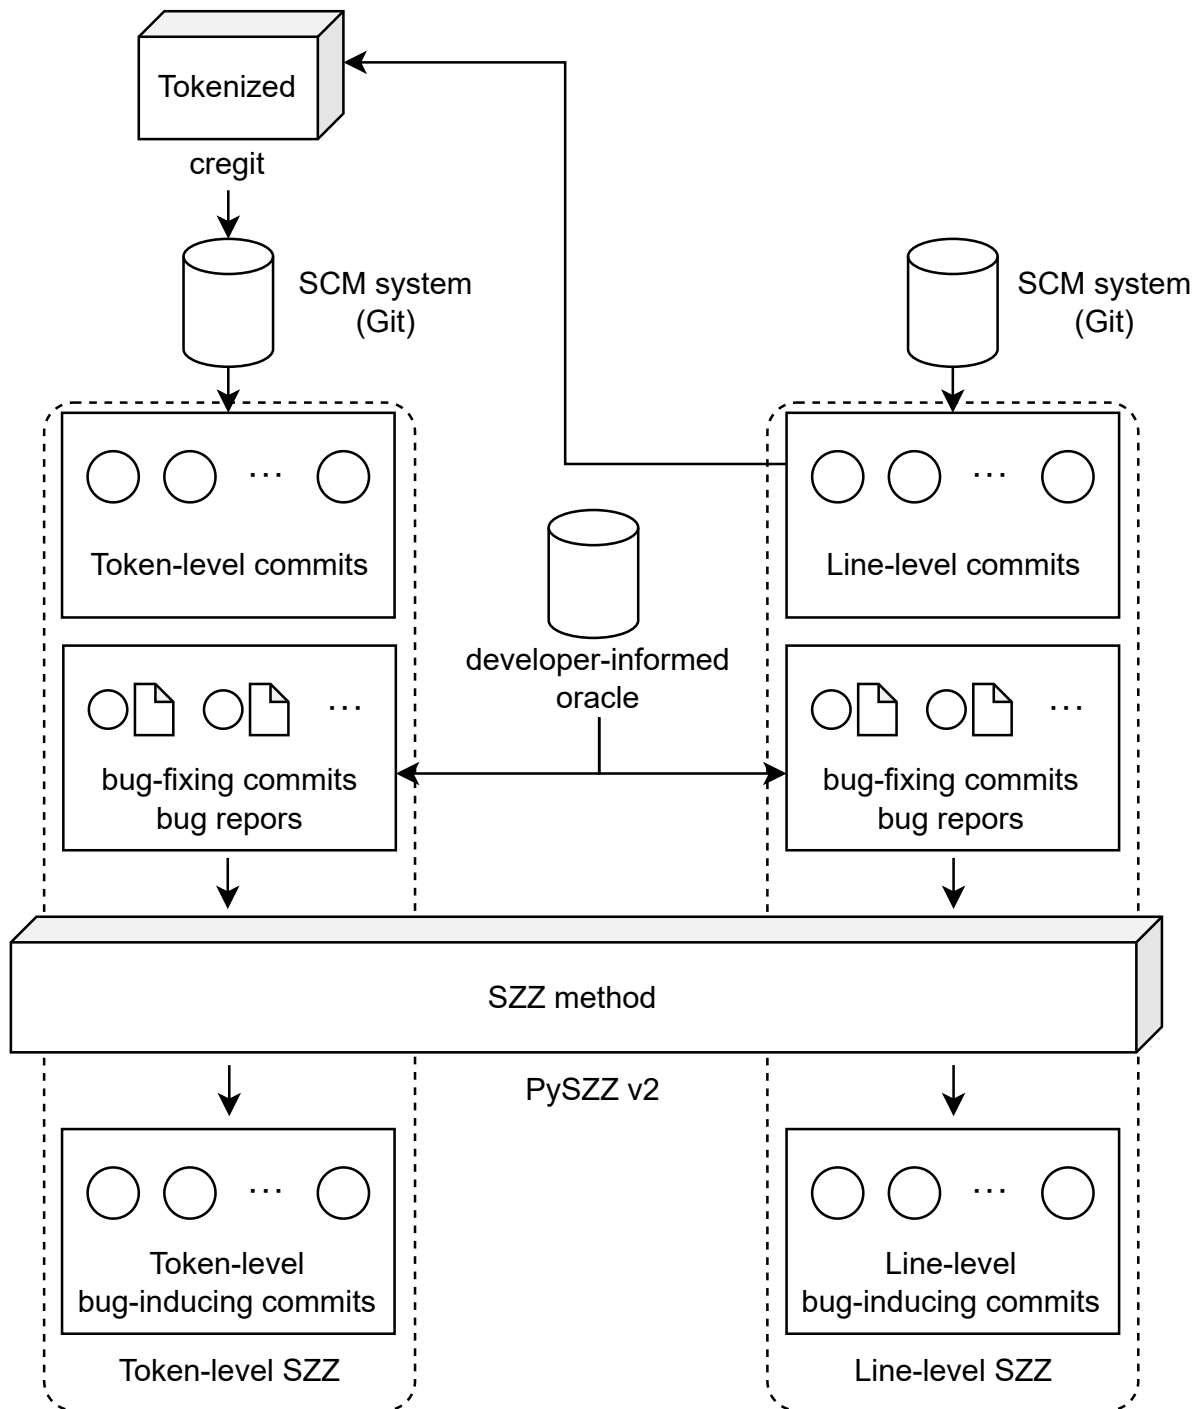 Tokenized
cregit
SCM system
(Git)
SCM system
(Git)
...
...
Token-level commits
Line-level commits
developer-informed
oracle
...
...
bug-fixing commits
bug repors
bug-fixing commits
bug repors
SZZ method
PySZZ v2
...
...
Token-level
bug-inducing commits
Line-level
bug-inducing commits
Token-level SZZ
Line-level SZZ